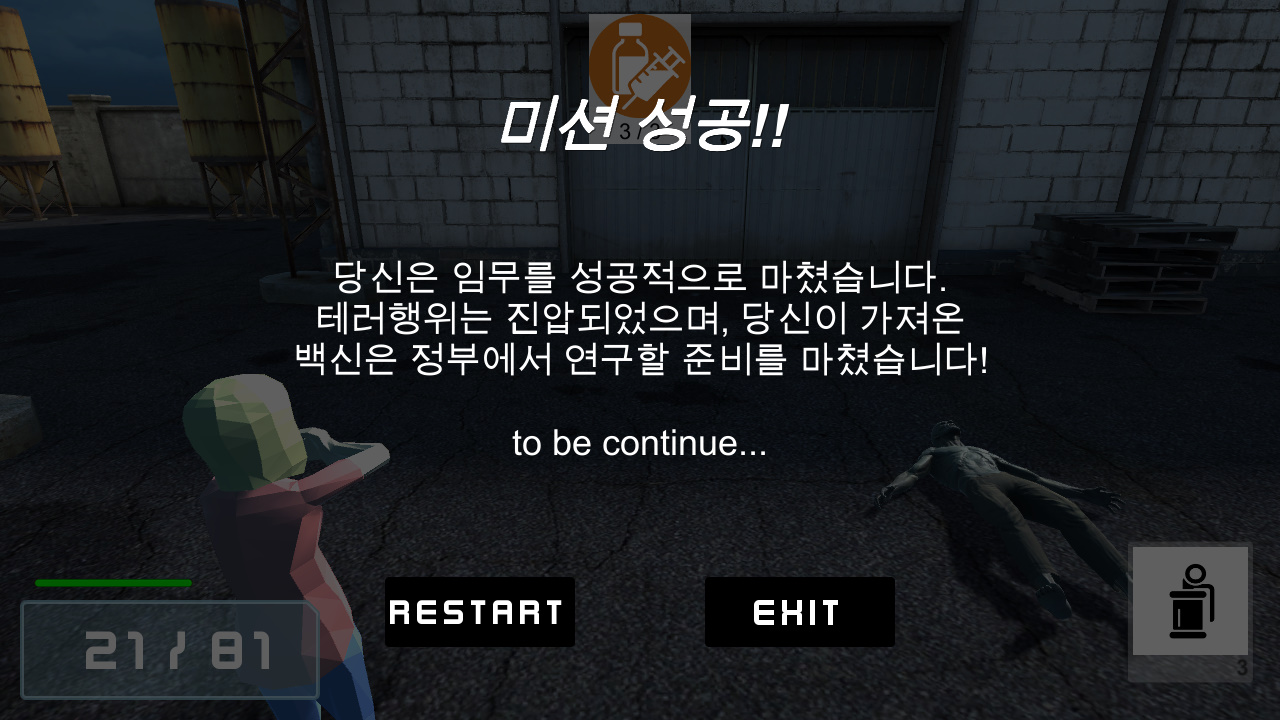 미션 성공!!
당신은 임무를 성공적으로 마쳤습니다.
테러행위는 진압되었으며, 당신이 가져온
백신은 정부에서 연구할 준비를 마쳤습니다!
to be continue...
RESTART
EXIT
21 / 81
3